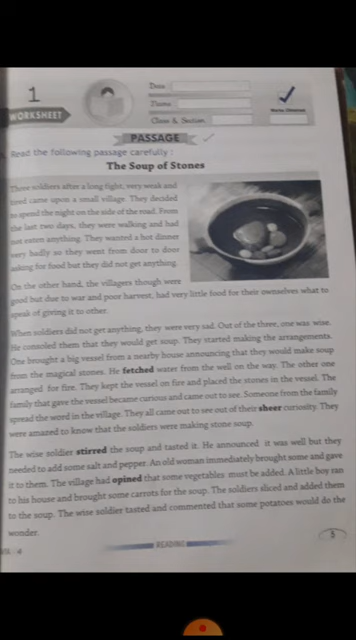 1
WORKSHEET
Date :
Name :
Class & Section :
PASSAGE
Read the following passage carefully :
The Soup of Stones
Three soldiers after a long fight, very weak and
tired came upon a small village. They decided
to spend the night on the side of the road. From
the last two days, they were walking and had
not eaten anything. They wanted a hot dinner
very badly so they went from door to door
asking for food but they did not get anything.
On the other hand, the villagers though were
good but due to war and poor harvest, had very little food for their ownselves what to
speak of giving it to other.
When soldiers did not get anything, they were very sad. Out of the three, one was wise.
He consoled them that they would get soup. They started making the arrangements.
One brought a big vessel from a nearby house announcing that they would make soup
from the magical stones. He fetched water from the well on the way. The other one
arranged for fire. They kept the vessel on fire and placed the stones in the vessel. The
family that gave the vessel became curious and came out to see. Someone from the family
spread the word in the village. They all came out to see out of their sheer curiosity. They
were amazed to know that the soldiers were making stone soup.
The wise soldier stirred the soup and tasted it. He announced it was well but they
needed to add some salt and pepper. An old woman immediately brought some and gave
it to them. The village had opined that some vegetables must be added. A little boy ran
to his house and brought some carrots for the soup. The soldiers sliced and added them
to the soup. The wise soldier tasted and commented that some potatoes would do the
wonder.
READING
5